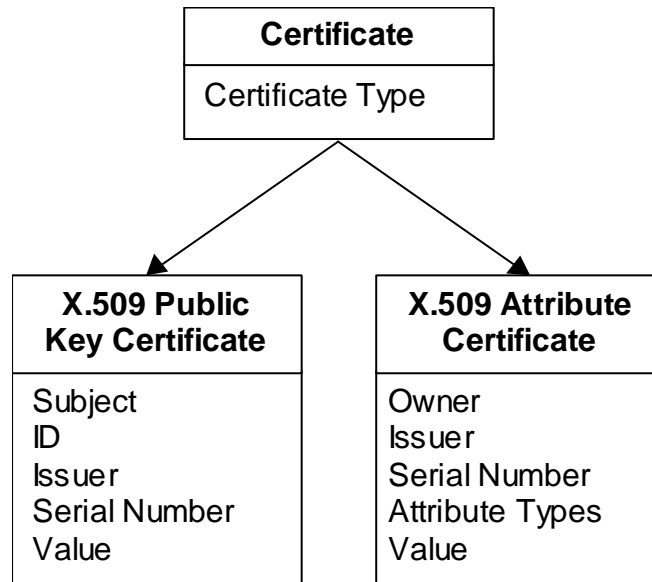 Certificate
Certificate Type
X.509 Public
Key Certificate
Subject
ID
Issuer
Serial Number
Value
X.509 Attribute
Certificate
Owner
Issuer
Serial Number
Attribute Types
Value